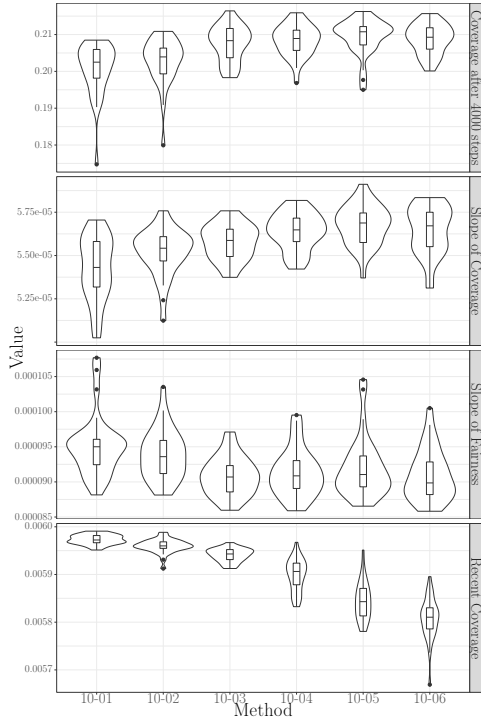 Value
0.21
0.20
0.19
0.18
Coverage after 4000 steps
5.75e-05
5.50e-05
5.25e-05
Slope of Coverage
0.000105
0.000100
0.000095
0.000090
0.000085
Slope of Fairness
0.0060
0.0059
0.0058
0.0057
Recent Coverage
10-01 10-02 10-03 10-04 10-05 10-06
Method